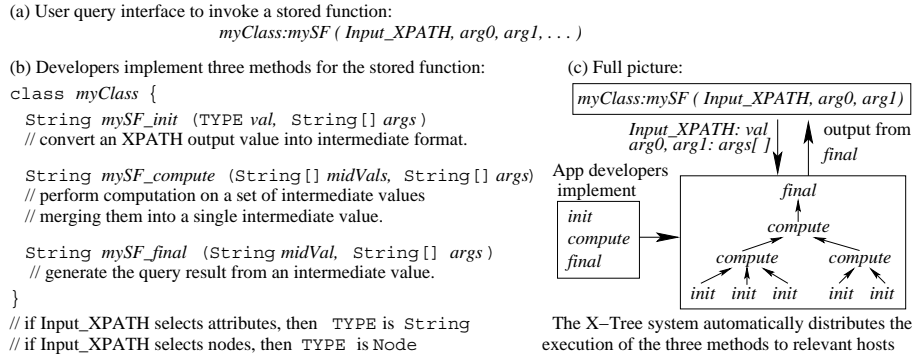 (a) User query interface to invoke a stored function:
myClass:mySF ( Input_XPATH, arg0, arg1, . . . )
(b) Developers implement three methods for the stored function:
class myClass {
String mySF_init (TYPE val, String[] args )
// convert an XPATH output value into intermediate format.
String mySF_compute (String[] midVals, String[] args)
// perform computation on a set of intermediate values
// merging them into a single intermediate value.
String mySF_final (String midVal, String[] args )
// generate the query result from an intermediate value.
}
// if Input_XPATH selects attributes, then TYPE is String
// if Input_XPATH selects nodes, then TYPE is Node
(c) Full picture:
myClass:mySF ( Input_XPATH, arg0, arg1)
Input_XPATH: val
arg0, arg1: args[ ]
output from
final
App developers
implement
init
compute
final
final
compute
compute compute
init init init init init
The X−Tree system automatically distributes the
execution of the three methods to relevant hosts